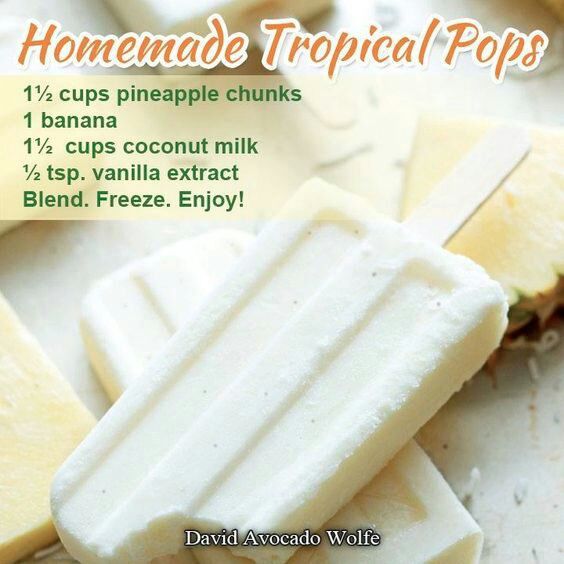 Homemade Tropical Pops
1½ cups pineapple chunks
1 banana
1½ cups coconut milk
½ tsp. vanilla extract
Blend. Freeze. Enjoy!
David Avocado Wolfe